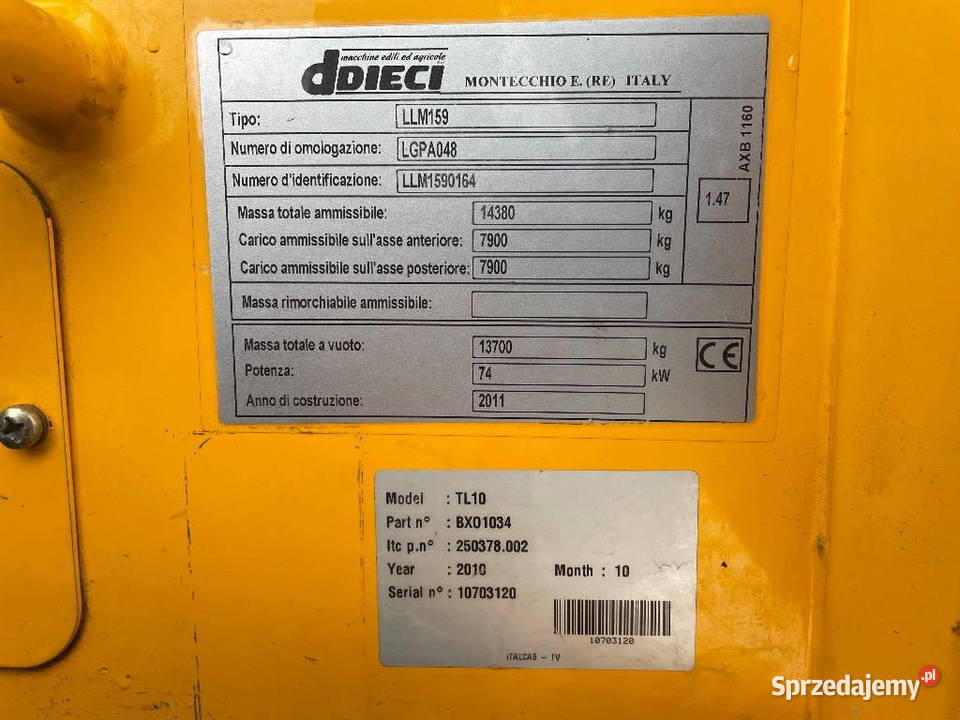 macchine edili ed agricole
dDIECI MONTECCHIO E. (RE) ITALY
Tipo: LLM159
Numero di omologazione: LGPA048
Numero d'identificazione: LLM1590164
Massa totale ammissibile: 14380 kg
Carico ammissibile sull'asse anteriore: 7900 kg
Carico ammissibile sull'asse posteriore: 7900 kg
AXB 1160
1.47
Massa rimorchiabile ammissibile:
Massa totale a vuoto: 13700 kg
Potenza: 74 kW
Anno di costruzione: 2011
CE
Model : TL10
Part n° : BX01034
Itc p.n° : 250378.002
Year : 2010 Month : 10
Serial n° : 10703120
10703120
ITALCAB - TV
Sprzedajemy.pl